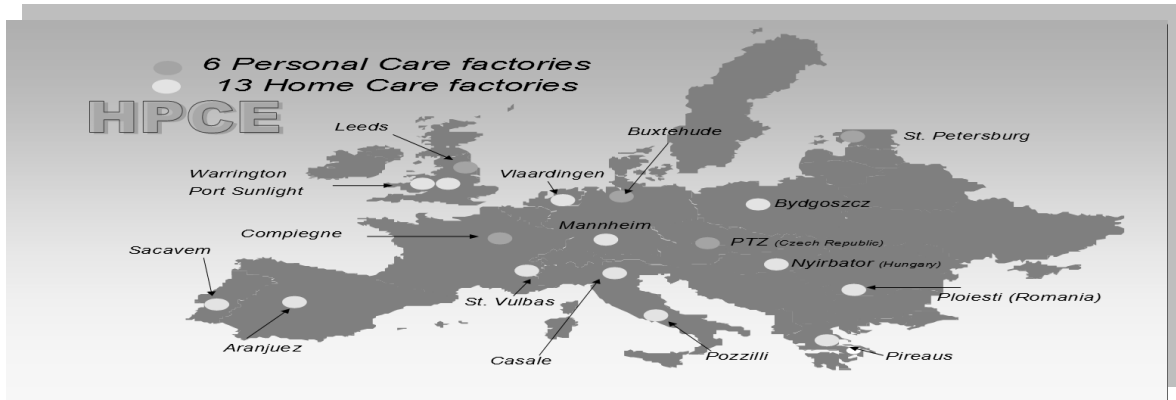 6 Personal Care factories
13 Home Care factories
HPCE
Leeds
Buxtehude
St. Petersburg
Warrington
Port Sunlight
Vlaardingen
Bydgoszcz
Mannheim
Compiegne
PTZ (Czech Republic)
Sacavem
Nyirbator (Hungary)
St. Vulbas
Ploiesti (Romania)
Aranjuez
Casale
Pozzilli
Pireaus